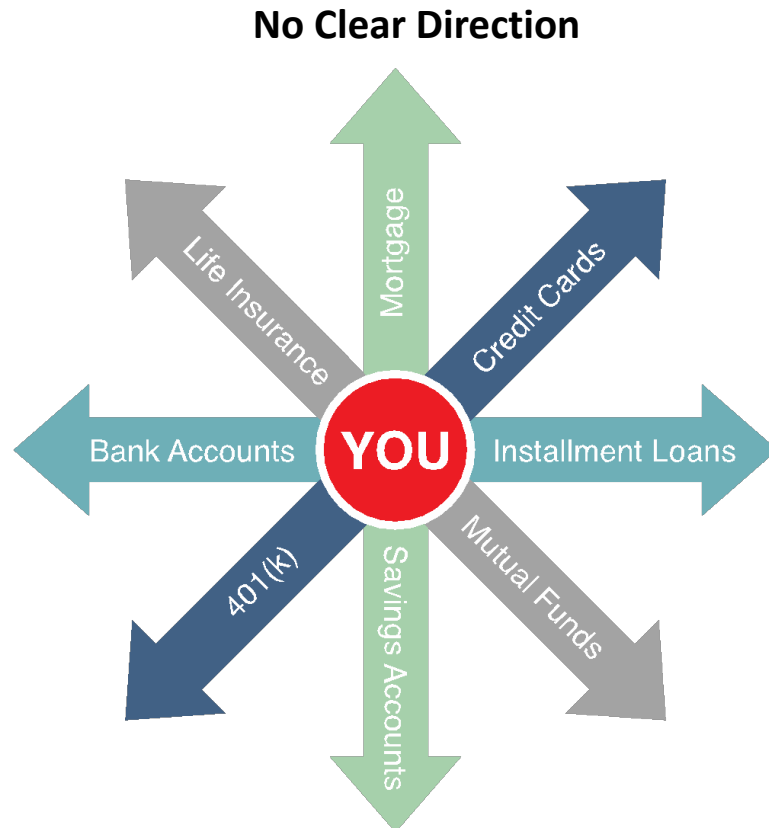 No Clear Direction
Mortgage
Credit Cards
Installment Loans
Mutual Funds
Savings Accounts
401(k)
Bank Accounts
Life Insurance
YOU